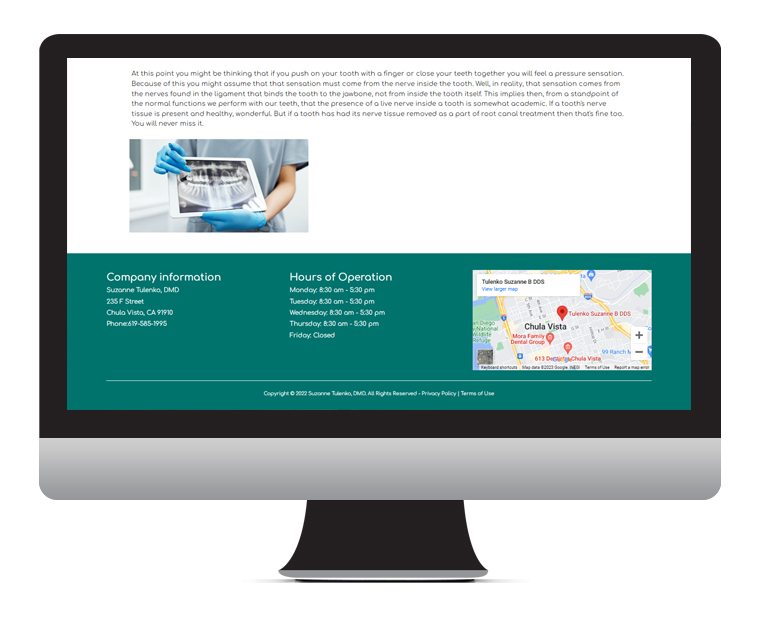 At this point you might be thinking that if you push on your tooth with a finger or close your teeth together you will feel a pressure sensation.
Because of this you might assume that that sensation must come from the nerve inside the tooth. Well, in reality, that sensation comes from
the nerves found in the ligament that binds the tooth to the jawbone, not from inside the tooth itself. This implies then, from a standpoint of
the normal functions we perform with our teeth, that the presence of a live nerve inside a tooth is somewhat academic. If a tooth's nerve
tissue is present and healthy, wonderful. But if a tooth has had its nerve tissue removed as a part of root canal treatment then that's fine too.
You will never miss it.
Company information
Suzanne Tulenko, DMD
235 F Street
Chula Vista, CA 91910
Phone:619-585-1995
Hours of Operation
Monday: 8:30 am - 5:30 pm
Tuesday: 8:30 am - 5:30 pm
Wednesday: 8:30 am - 5:30 pm
Thursday: 8:30 am - 5:30 pm
Friday: Closed
Tulenko Suzanne B DDS
View larger map
Tulenko Suzanne B DDS
an Diego
y National
Wildlife
Refuge
Chula Vista
Mora Family
Dental Group
99 Ranch M
613 Dentistry Chula Vista
Keyboard shortcuts
Map data ©2023 Google, INEGI
Terms of Use
Report a map error
Copyright © 2022 Suzanne Tulenko, DMD. All Rights Reserved - Privacy Policy | Terms of Use